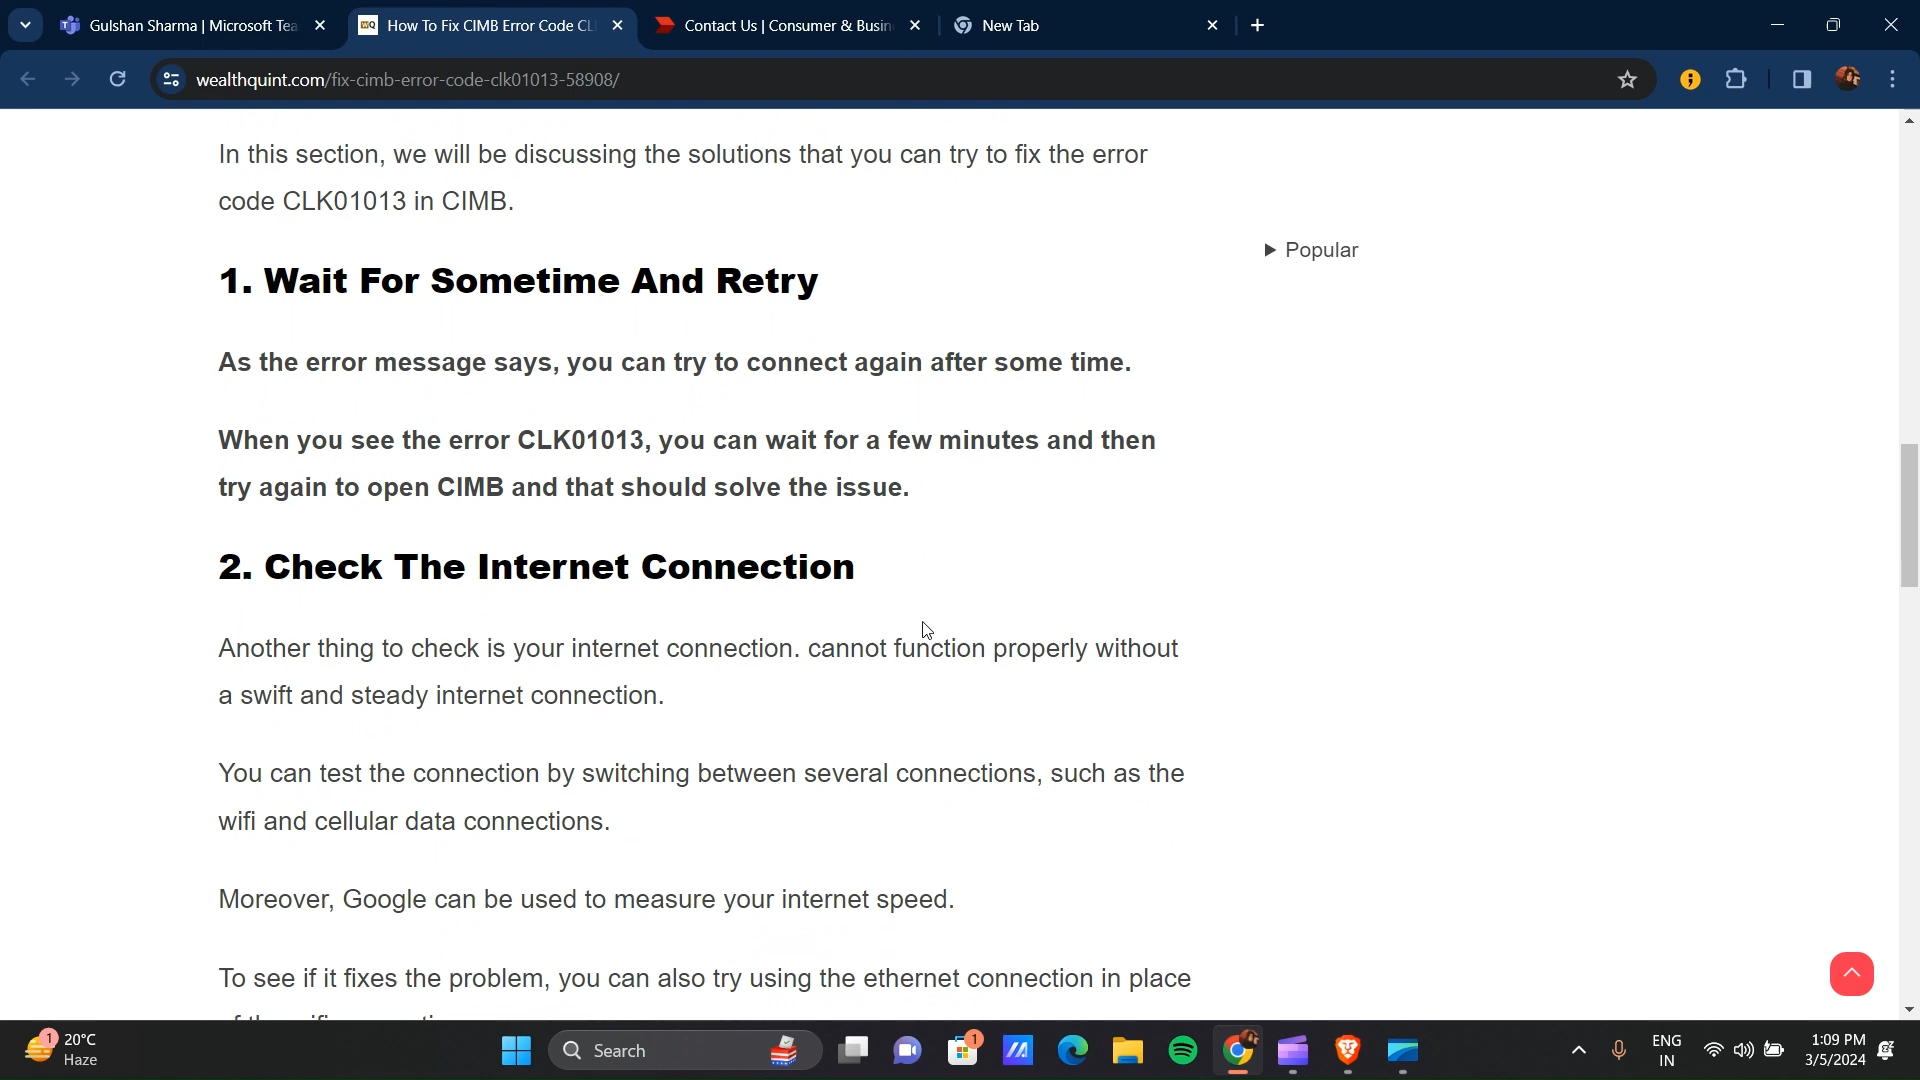 Gulshan Sharma | Microsoft Tea
How To Fix CIMB Error Code CL
Contact Us | Consumer & Busin
New Tab
wealthquint.com/fix-cimb-error-code-clk01013-58908/
In this section, we will be discussing the solutions that you can try to fix the error
code CLK01013 in CIMB.
Popular
1. Wait For Sometime And Retry
As the error message says, you can try to connect again after some time.
When you see the error CLK01013, you can wait for a few minutes and then
try again to open CIMB and that should solve the issue.
2. Check The Internet Connection
Another thing to check is your internet connection. cannot function properly without
a swift and steady internet connection.
You can test the connection by switching between several connections, such as the
wifi and cellular data connections.
Moreover, Google can be used to measure your internet speed.
To see if it fixes the problem, you can also try using the ethernet connection in place
1
20°C
Haze
Search
1
ENG
IN
1:09 PM
3/5/2024